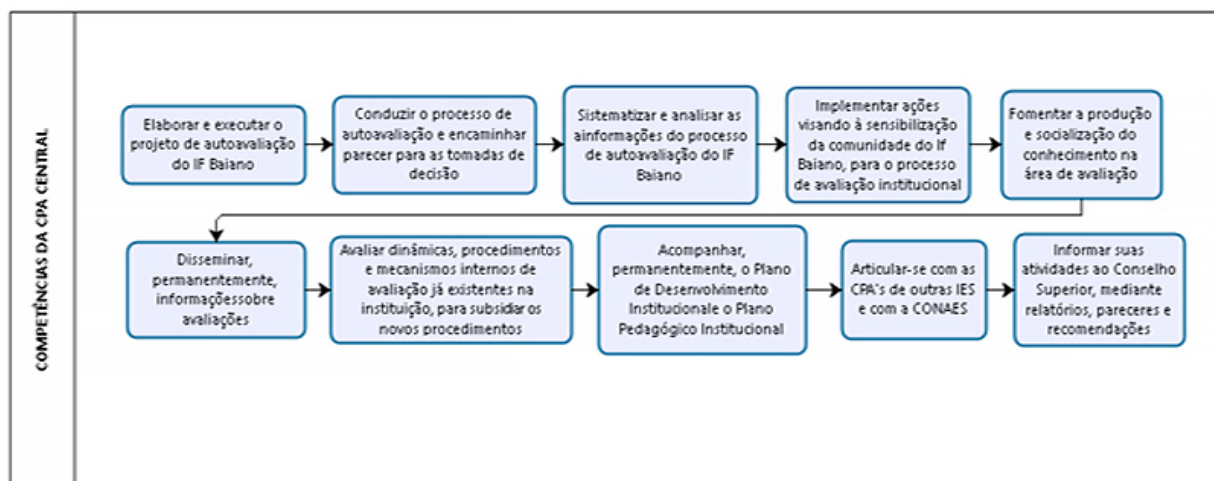 COMPETÊNCIAS DA CPA CENTRAL
Elaborar e executar o
projeto de autoavaliação
do IF Baiano
Conduzir o processo de
autoavaliação e encaminhar
parecer para as tomadas de
decisão
Sistematizar e analisar as
ainformações do processo
de autoavaliação do IF
Baiano
Implementar ações
visando à sensibilização
da comunidade do If
Baiano, para o processo
de avaliação institucional
Fomentar a produção
e socialização do
conhecimento na
área de avaliação
Disseminar,
permanentemente,
informaçõessobre
avaliações
Avaliar dinâmicas, procedimentos
e mecanismos internos de
avaliação já existentes na
instituição, para subsidiar os
novos procedimentos
Acompanhar,
permanentemente, o Plano
de Desenvolvimento
Institucionale o Plano
Pedagógico Institucional
Articular-se com as
CPA's de outras IES
e com a CONAES
Informar suas
atividades ao Conselho
Superior, mediante
relatórios, pareceres e
recomendações